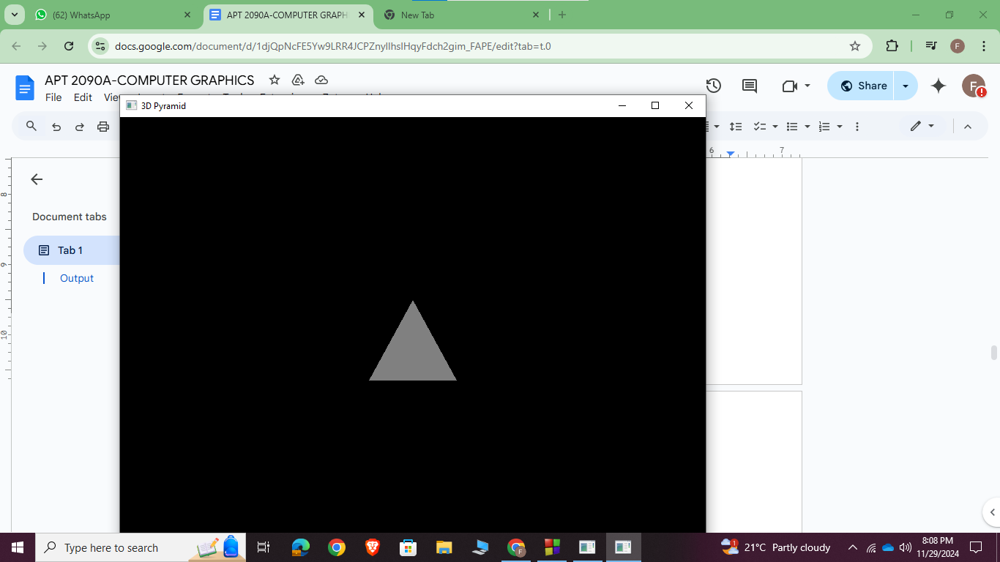 (62) WhatsApp
APT 2090A-COMPUTER GRAPH
New Tab
docs.google.com/document/d/1djQpNcFE5Yw9LRR4JCPZnyIlhsIHqyFdch2gim_FAPE/edit?tab=t.0
F
APT 2090A-COMPUTER GRAPHICS
File Edit
Share
F
3D Pyramid
6 7
Document tabs
Tab 1
Output
8
9
10
Type here to search
F
1
21°C Partly cloudy
8:08 PM
11/29/2024